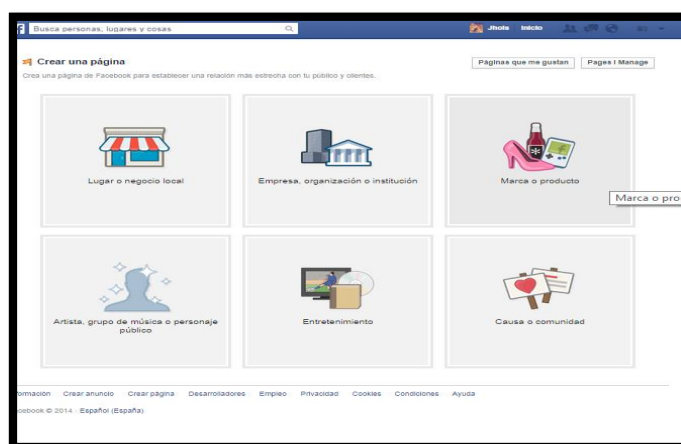 f Busca personas, lugares y cosas Jhois Inicio
Crear una página Páginas que me gustan Pages I Manage
Crea una página de Facebook para establecer una relación más estrecha con tu público y clientes.
Lugar o negocio local Empresa, organización o institución Marca o producto
Marca o pro
Artista, grupo de música o personaje público Entretenimiento Causa o comunidad
formación Crear anuncio Crear página Desarrolladores Empleo Privacidad Cookies Condiciones Ayuda
cebook © 2014 · Español (España)